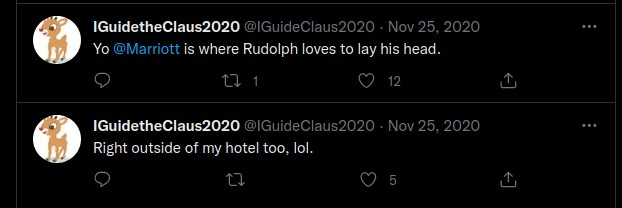 IGuidetheClaus2020 @IGuideClaus2020 · Nov 25, 2020
Yo @Marriott is where Rudolph loves to lay his head.
1 12
IGuidetheClaus2020 @IGuideClaus2020 · Nov 25, 2020
Right outside of my hotel too, lol.
5